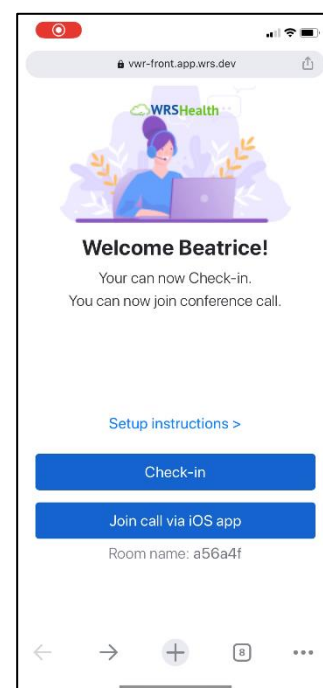 vwr-front.app.wrs.dev
WRSHealth
Welcome Beatrice!
Your can now Check-in.
You can now join conference call.
Setup instructions >
Check-in
Join call via iOS app
Room name: a56a4f
8